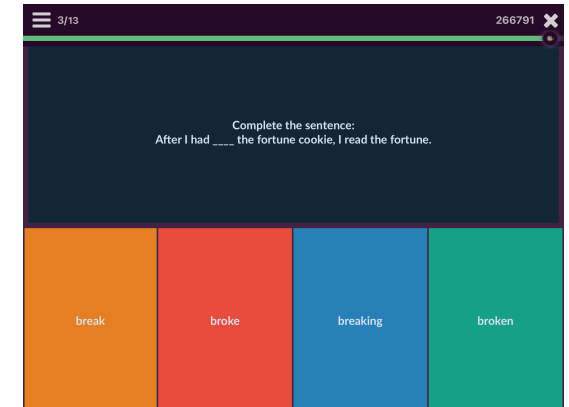 3/13
266791
Complete the sentence:
After I had ____ the fortune cookie, I read the fortune.
break
broke
breaking
broken